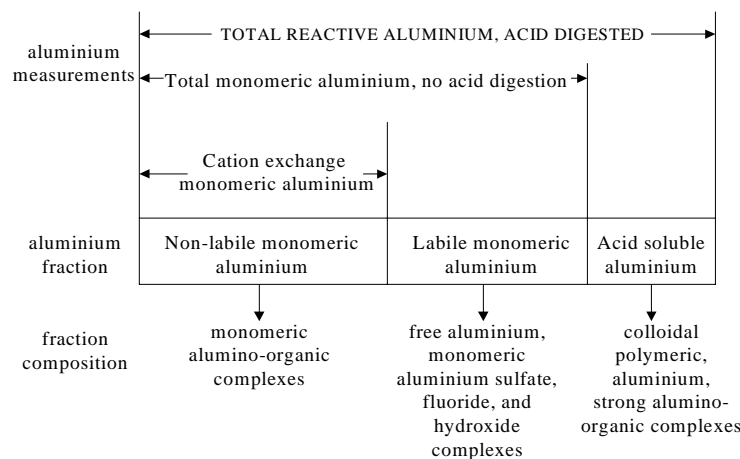 TOTAL REACTIVE ALUMINIUM, ACID DIGESTED
aluminium
measurements
Total monomeric aluminium, no acid digestion
Cation exchange
monomeric aluminium
aluminium
fraction
Non-labile monomeric
aluminium
Labile monomeric
aluminium
Acid soluble
aluminium
fraction
composition
monomeric
alumino-organic
complexes
free aluminium,
monomeric
aluminium sulfate,
fluoride, and
hydroxide
complexes
colloidal
polymeric,
aluminium,
strong alumino-
organic complexes